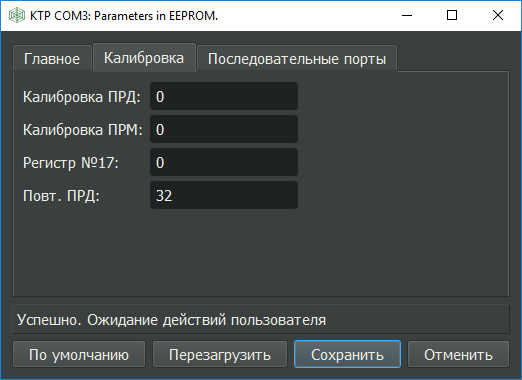 KTP COM3: Parameters in EEPROM.
Главное Калибровка Последовательные порты
Калибровка ПРД: 0
Калибровка ПРМ: 0
Регистр №17: 0
Повт. ПРД: 32
Успешно. Ожидание действий пользователя
По умолчанию Перезагрузить Сохранить Отменить